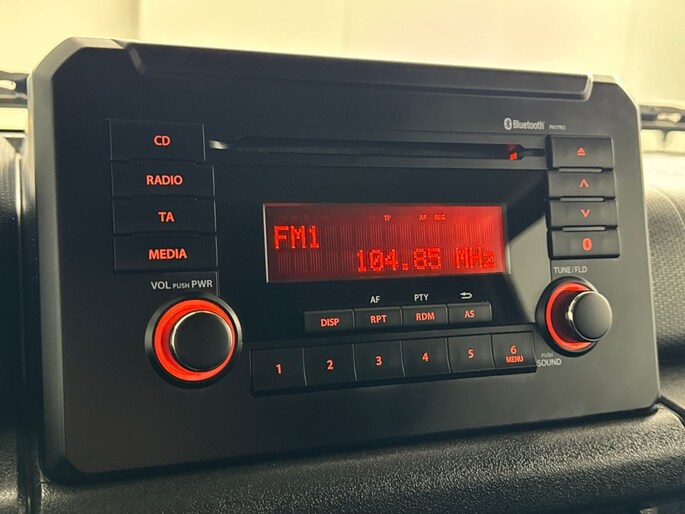 Bluetooth
CD
RADIO
TA
MEDIA
TP AF REG
FM1
104.85 MHz
VOL PUSH PWR
TUNE/FLD
AF PTY
DISP RPT RDM AS
1 2 3 4 5 6
MENU
PUSH
SOUND